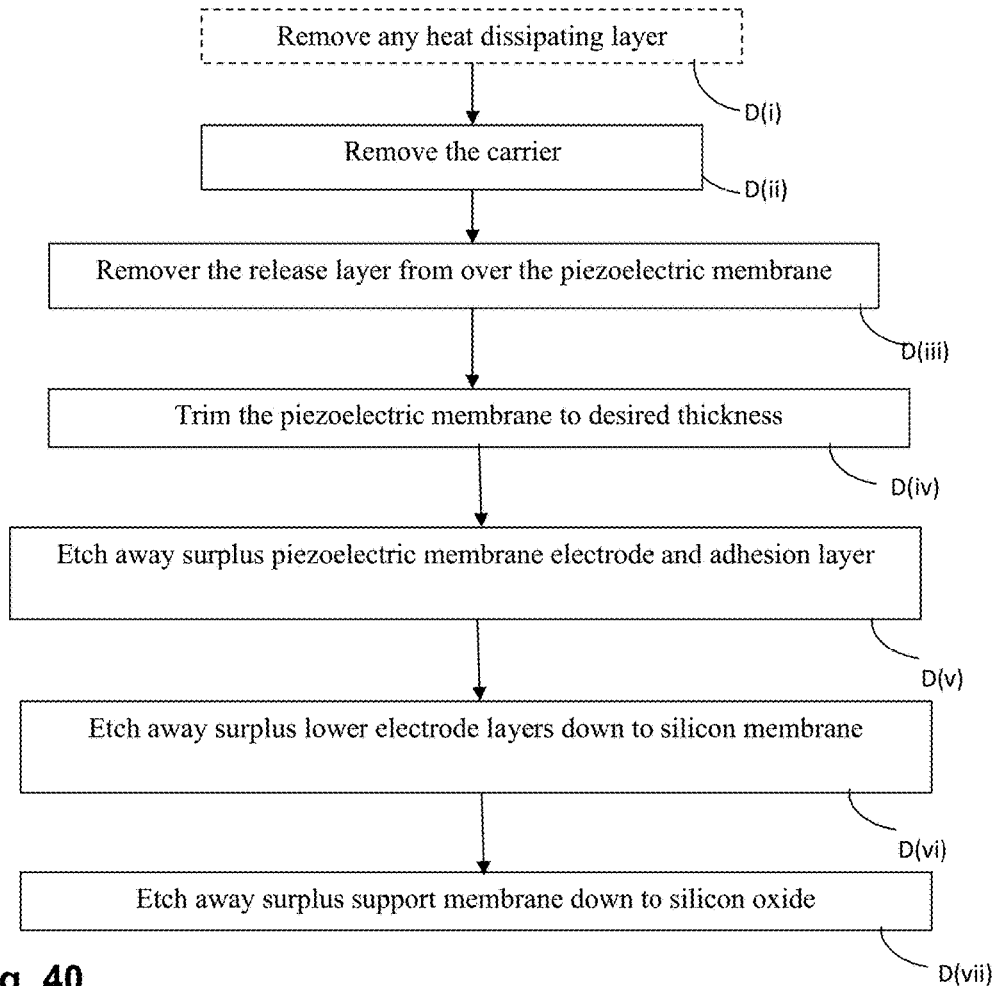 Remove any heat dissipating layer
D(i)
Remove the carrier
D(ii)
Remover the release layer from over the piezoelectric membrane
D(iii)
Trim the piezoelectric membrane to desired thickness
D(iv)
Etch away surplus piezoelectric membrane electrode and adhesion layer
D(v)
Etch away surplus lower electrode layers down to silicon membrane
D(vi)
Etch away surplus support membrane down to silicon oxide
D(vii)
40